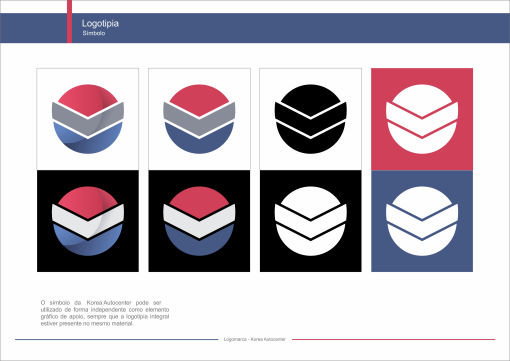 Logotipia
Símbolo
O símbolo da Korea Autocenter pode ser
utilizado de forma independente como elemento
gráfico de apoio, sempre que a logotipia integral
estiver presente no mesmo material.
Logomarca - Korea Autocenter